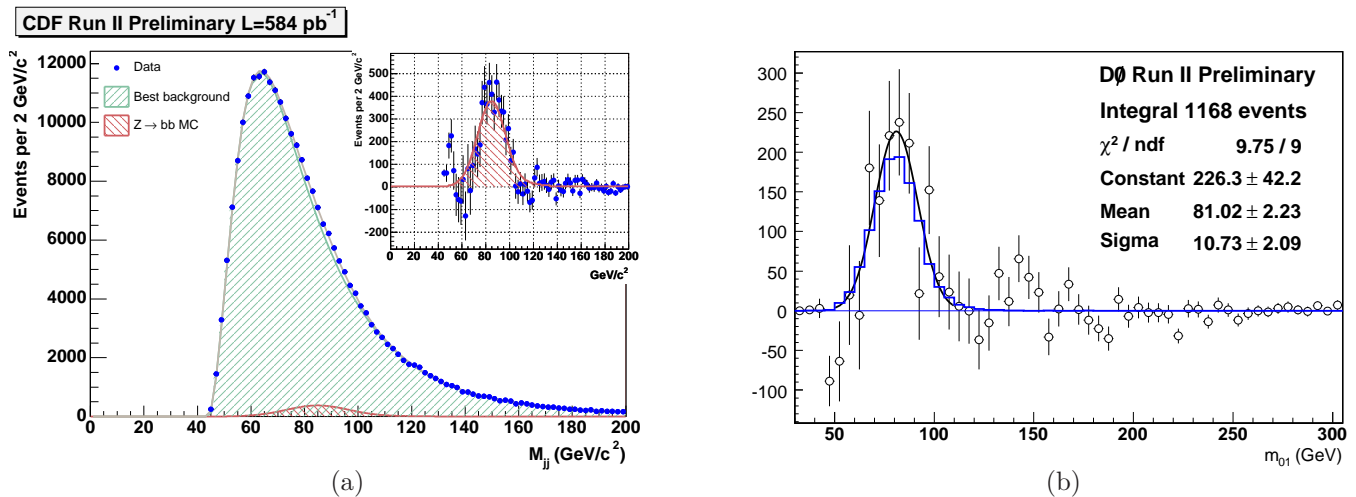 CDF Run II Preliminary L=584 pb⁻¹
Events per 2 GeV/c²
12000
10000
8000
6000
4000
2000
0
Data
Best background
Z → bb MC
0 20 40 60 80 100 120 140 160 180 200
M_jj (GeV/c²)
Events per 2 GeV/c²
500
400
300
200
100
0
-100
-200
0 20 40 60 80 100 120 140 160 180 200
GeV/c²
(a)
300
250
200
150
100
50
0
-50
-100
DØ Run II Preliminary
Integral 1168 events
χ² / ndf 9.75 / 9
Constant 226.3 ± 42.2
Mean 81.02 ± 2.23
Sigma 10.73 ± 2.09
50 100 150 200 250 300
m₀₁ (GeV)
(b)